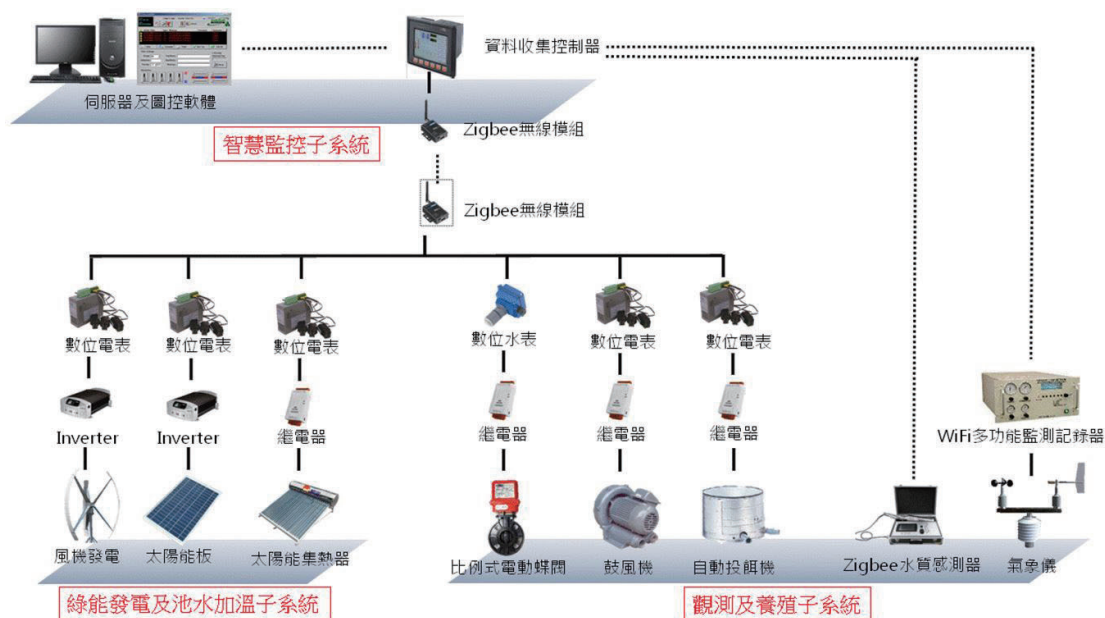 資料收集控制器
伺服器及圖控軟體
智慧監控子系統
Zigbee無線模組
Zigbee無線模組
數位電表
數位電表
數位電表
數位水表
數位電表
數位電表
Inverter
Inverter
繼電器
繼電器
繼電器
繼電器
WiFi多功能監測記錄器
風機發電
太陽能板
太陽能集熱器
比例式電動蝶閥
鼓風機
自動投餌機
Zigbee水質感測器
氣象儀
綠能發電及池水加溫子系統
觀測及養殖子系統